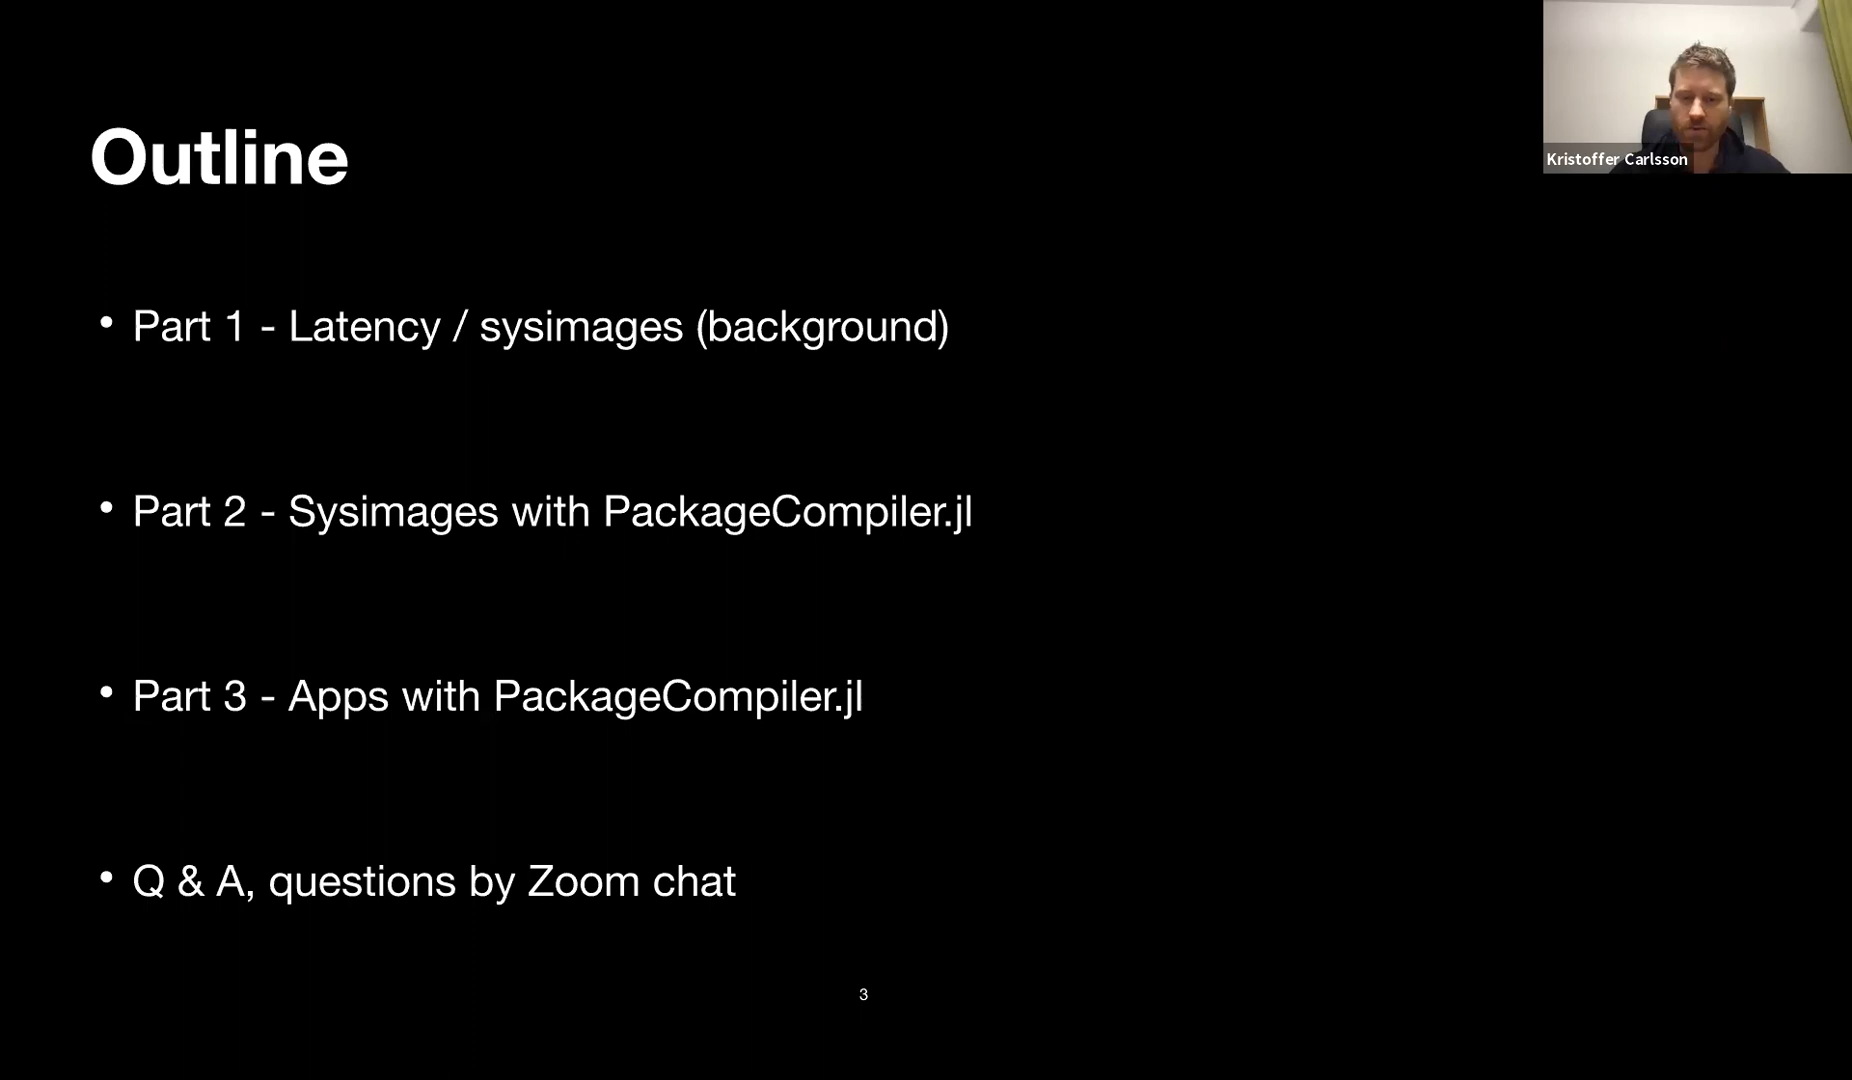 Outline
Kristoffer Carlsson
• Part 1 - Latency / sysimages (background)
• Part 2 - Sysimages with PackageCompiler.jl
• Part 3 - Apps with PackageCompiler.jl
• Q & A, questions by Zoom chat
3